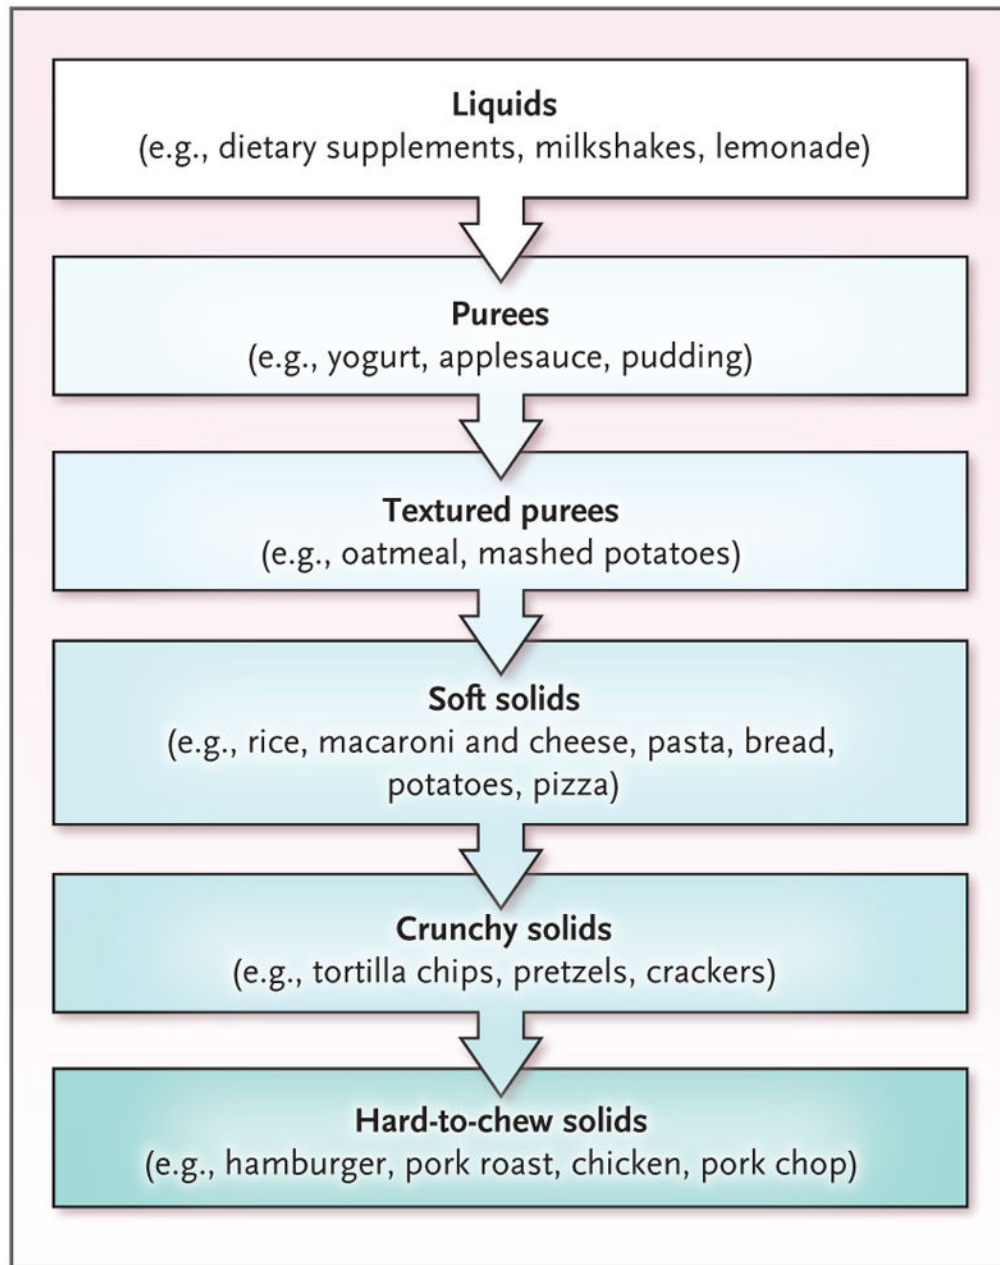 Liquids
(e.g., dietary supplements, milkshakes, lemonade)
Purees
(e.g., yogurt, applesauce, pudding)
Textured purees
(e.g., oatmeal, mashed potatoes)
Soft solids
(e.g., rice, macaroni and cheese, pasta, bread,
potatoes, pizza)
Crunchy solids
(e.g., tortilla chips, pretzels, crackers)
Hard-to-chew solids
(e.g., hamburger, pork roast, chicken, pork chop)